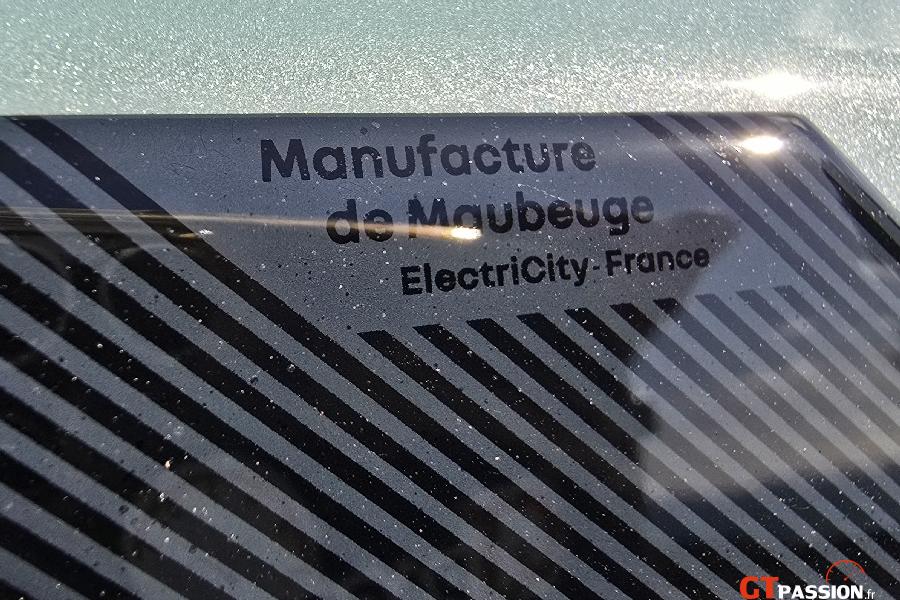 Manufacture
de Maubeuge
ElectriCity-France
GTPASSION.fr